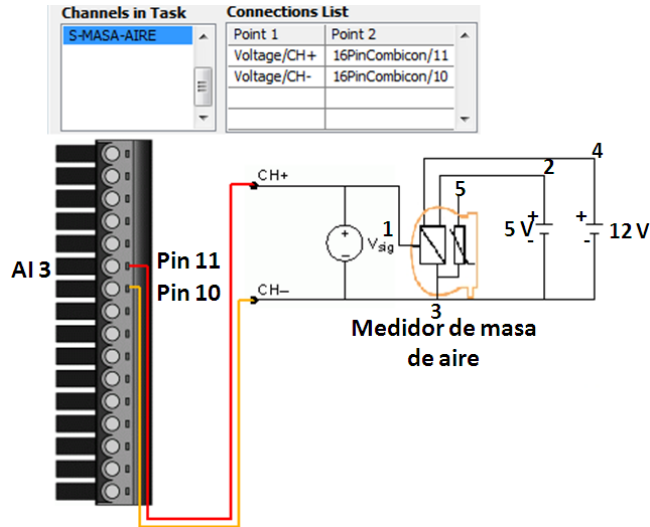 Channels in Task
S-MASA-AIRE
Connections List
Point 1 Point 2
Voltage/CH+ 16PinCombicon/11
Voltage/CH- 16PinCombicon/10
AI 3
Pin 11
Pin 10
CH+
CH–
+
–
Vsig
1
5
2
4
3
5 V
+
-
+
-
12 V
Medidor de masa
de aire